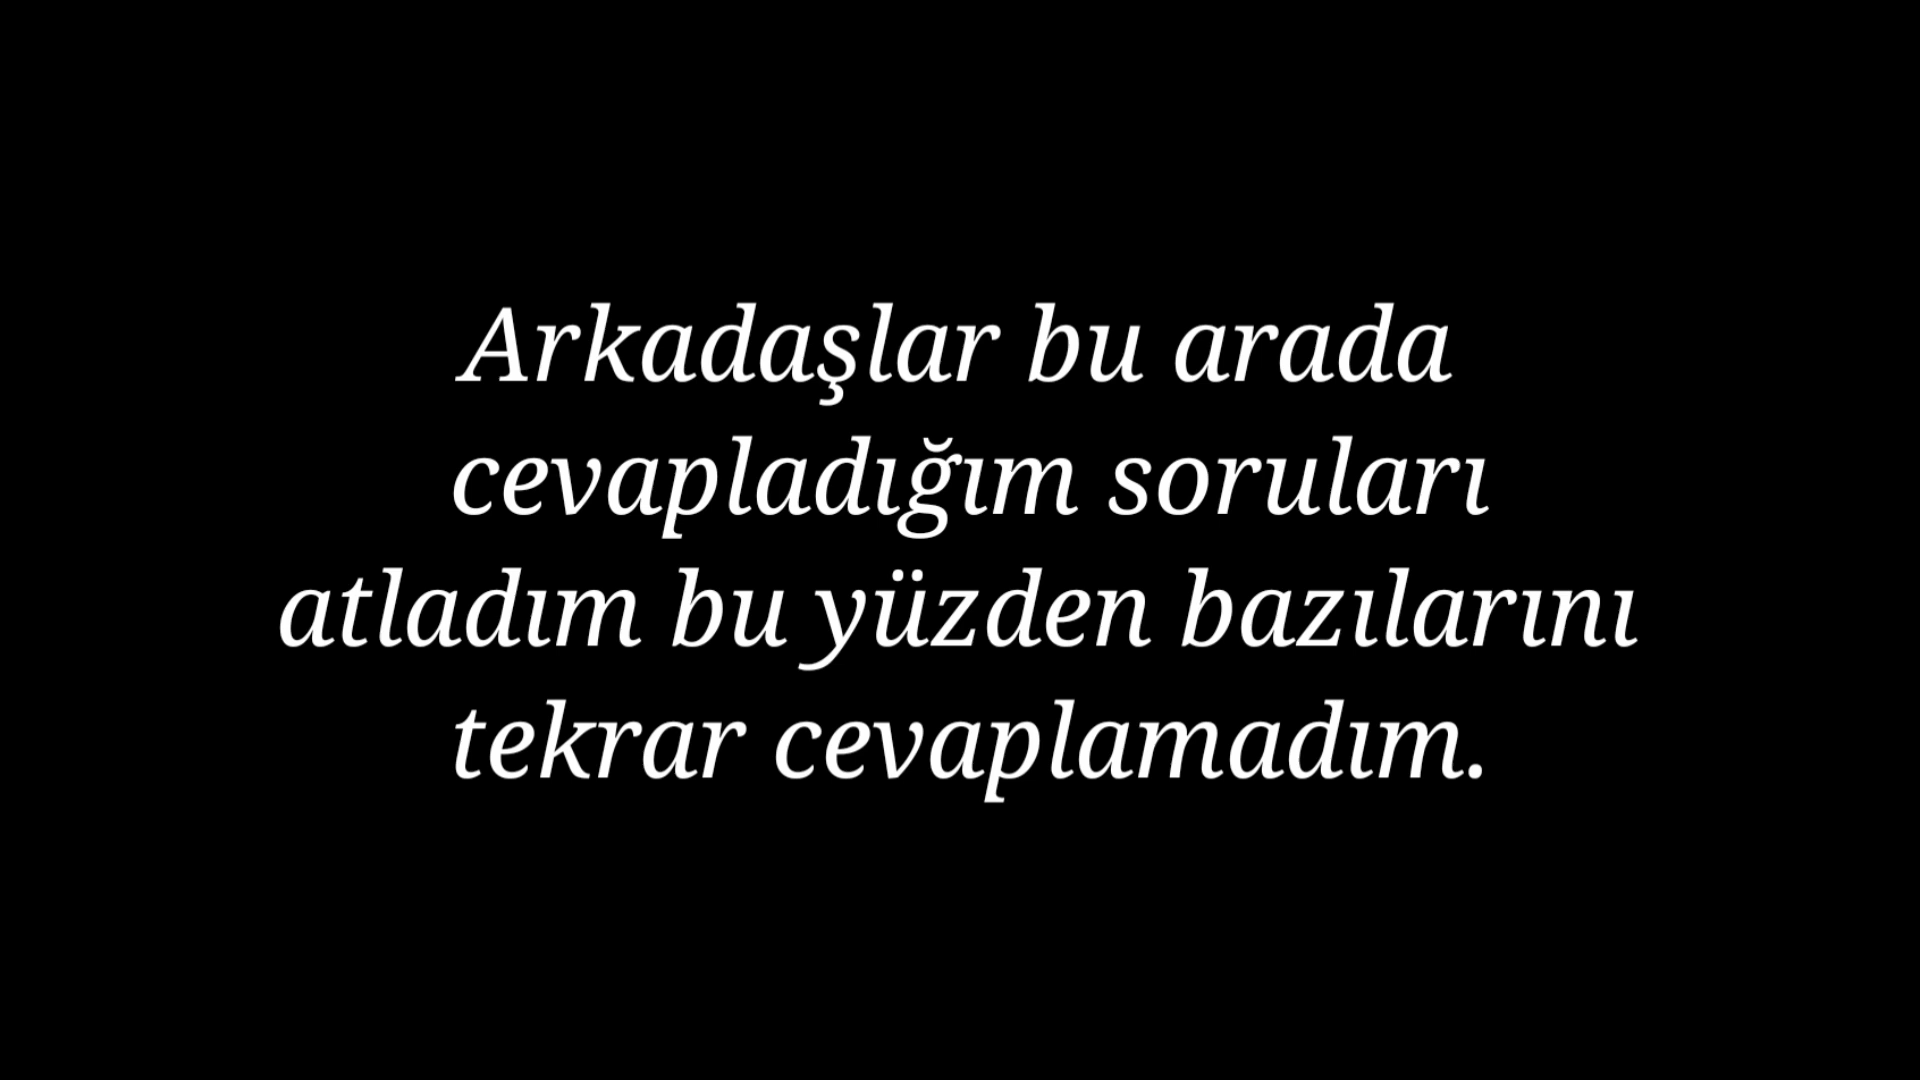 Arkadaşlar bu arada
cevapladığım soruları
atladım bu yüzden bazılarını
tekrar cevaplamadım.